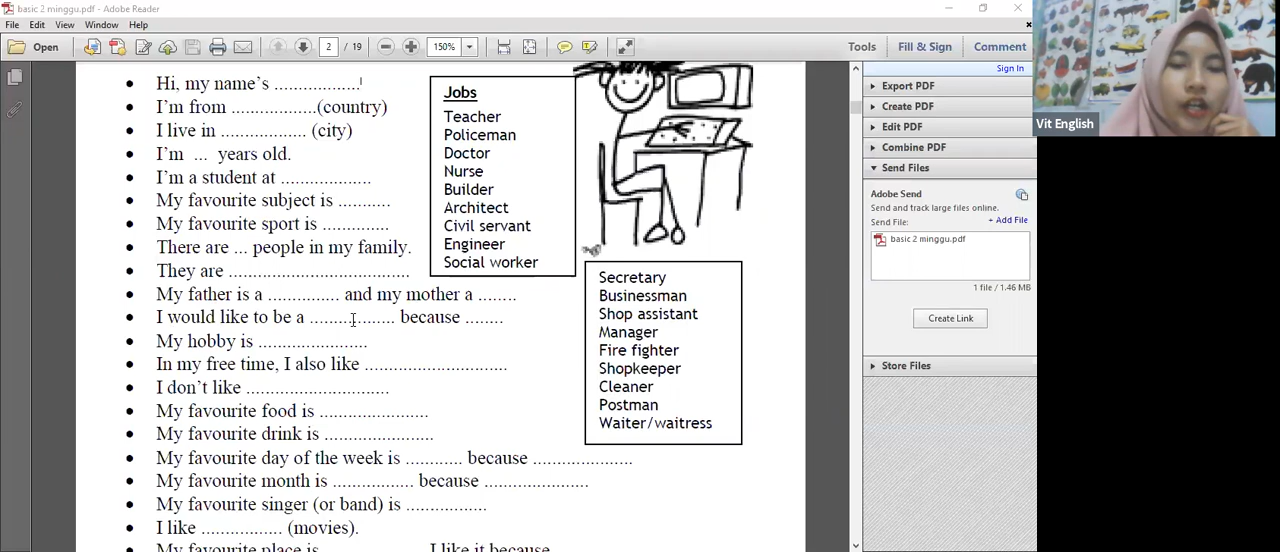 basic 2 minggu.pdf - Adobe Reader
File Edit View Window Help
Open
2 / 19
150%
Tools Fill & Sign Comment
Sign In
Export PDF
Create PDF
Edit PDF
Combine PDF
Send Files
Adobe Send
Send and track large files online.
Send File:
+ Add File
basic 2 minggu.pdf
1 file / 1.46 MB
Create Link
Store Files
Vit English
Hi, my name's ..................
I'm from .................(country)
I live in ................. (city)
I'm ... years old.
I'm a student at ..................
My favourite subject is ...........
My favourite sport is ..............
There are ... people in my family.
They are .....................................
My father is a ............... and my mother a ........
I would like to be a .................. because ........
My hobby is ......................
In my free time, I also like .............................
I don't like .............................
My favourite food is ......................
My favourite drink is ......................
My favourite day of the week is ........... because ....................
My favourite month is ................ because .....................
My favourite singer (or band) is ................
I like ................. (movies).
My favourite place is I like it because
Jobs
Teacher
Policeman
Doctor
Nurse
Builder
Architect
Civil servant
Engineer
Social worker
Secretary
Businessman
Shop assistant
Manager
Fire fighter
Shopkeeper
Cleaner
Postman
Waiter/waitress